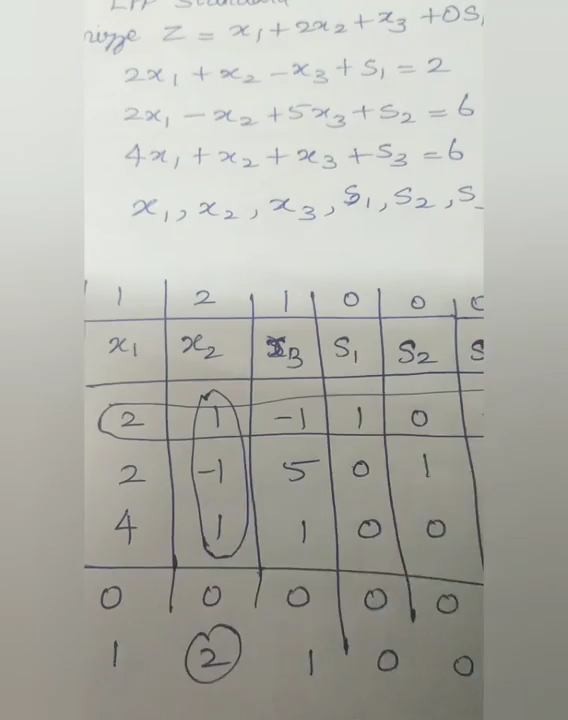 LPP Standard
mize Z = x₁ + 2x₂ + x₃ + 0S₁
2x₁ + x₂ - x₃ + S₁ = 2
2x₁ - x₂ + 5x₃ + S₂ = 6
4x₁ + x₂ + x₃ + S₃ = 6
x₁, x₂, x₃, S₁, S₂, S
1 2 1 0 0
x₁ x₂ x₃ S₁ S₂ S
2 1 -1 1 0
2 -1 5 0 1
4 1 1 0 0
0 0 0 0 0
1 2 1 0 0